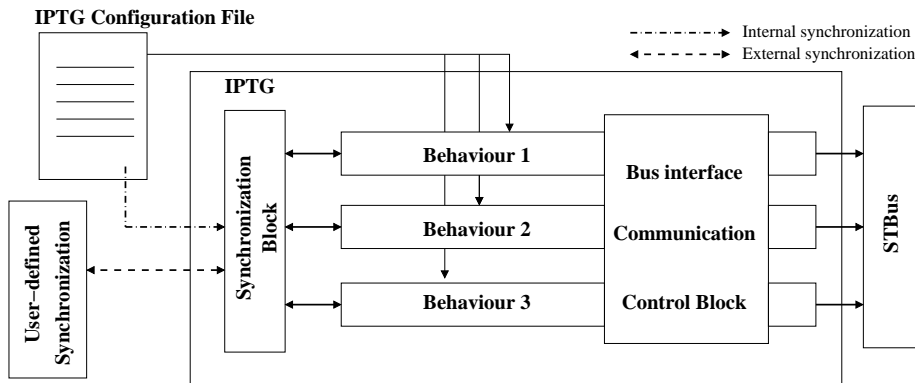 IPTG Configuration File
Internal synchronization
External synchronization
IPTG
Behaviour 1
Behaviour 2
Behaviour 3
Synchronization
Block
User-defined
Synchronization
Bus interface
Communication
Control Block
STBus